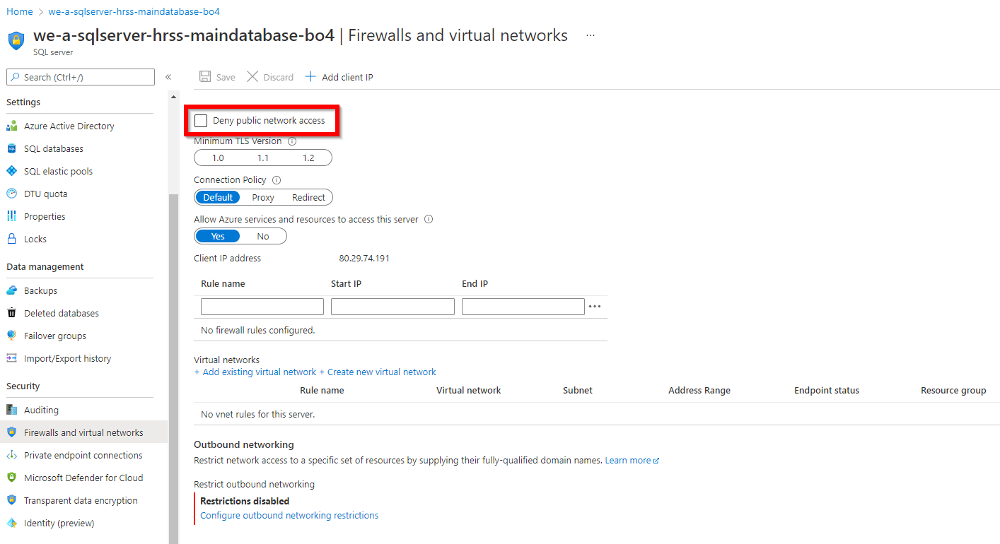 Home > we-a-sqlserver-hrss-maindatabase-bo4
we-a-sqlserver-hrss-maindatabase-bo4 | Firewalls and virtual networks ...
SQL server
Search (Ctrl+/)
«
Save Discard + Add client IP
Settings
Azure Active Directory
SQL databases
SQL elastic pools
DTU quota
Properties
Locks
Data management
Backups
Deleted databases
Failover groups
Import/Export history
Security
Auditing
Firewalls and virtual networks
Private endpoint connections
Microsoft Defender for Cloud
Transparent data encryption
Identity (preview)
Deny public network access
Minimum TLS Version
1.0 1.1 1.2
Connection Policy
Default Proxy Redirect
Allow Azure services and resources to access this server
Yes No
Client IP address 80.29.74.191
Rule name Start IP End IP
...
No firewall rules configured.
Virtual networks
+ Add existing virtual network + Create new virtual network
Rule name Virtual network Subnet Address Range Endpoint status Resource group
No vnet rules for this server.
Outbound networking
Restrict network access to a specific set of resources by supplying their fully-qualified domain names. Learn more
Restrict outbound networking
Restrictions disabled
Configure outbound networking restrictions